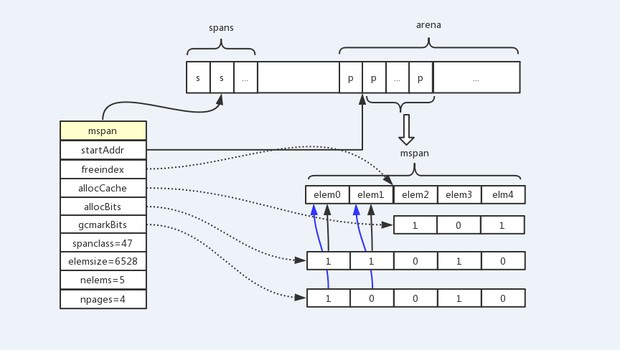 spans
arena
s s ... p p ... p ...
mspan
startAddr
freeindex
allocCache
allocBits
gcmarkBits
spanclass=47
elemsize=6528
nelems=5
npages=4
mspan
elem0 elem1 elem2 elem3 elm4
1 0 1
1 1 0 1 0
1 0 0 1 0